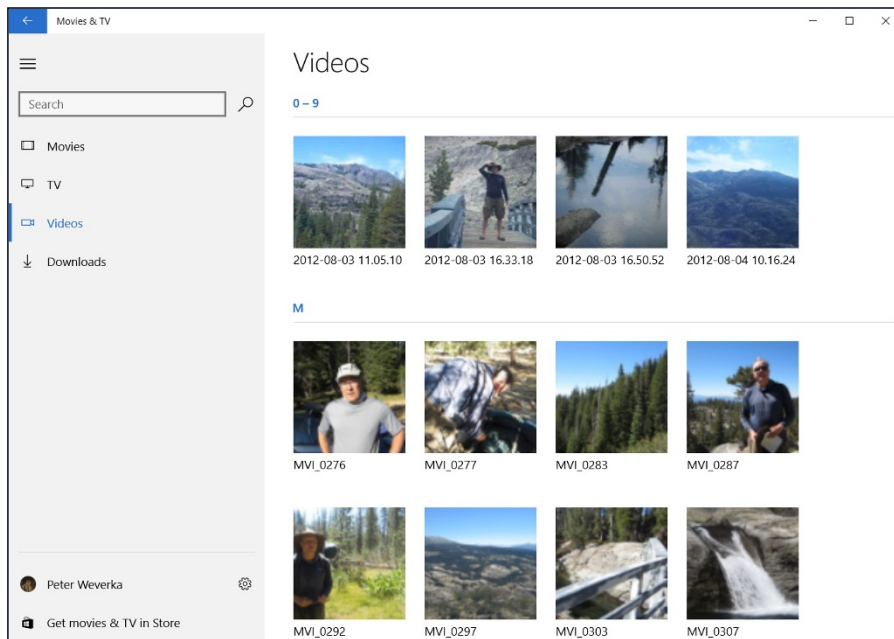 Movies & TV
Search
Movies
TV
Videos
Downloads
Peter Weverka
Get movies & TV in Store
Videos
0 – 9
2012-08-03 11.05.10 2012-08-03 16.33.18 2012-08-03 16.50.52 2012-08-04 10.16.24
M
MVI_0276 MVI_0277 MVI_0283 MVI_0287
MVI_0292 MVI_0297 MVI_0303 MVI_0307